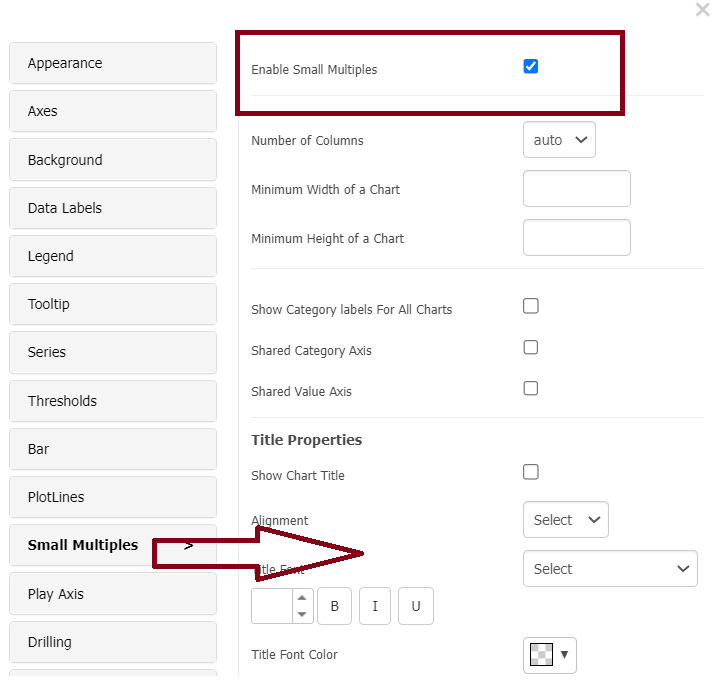 Appearance
Axes
Background
Data Labels
Legend
Tooltip
Series
Thresholds
Bar
PlotLines
Small Multiples >
Play Axis
Drilling
Enable Small Multiples
Number of Columns auto
Minimum Width of a Chart
Minimum Height of a Chart
Show Category labels For All Charts
Shared Category Axis
Shared Value Axis
Title Properties
Show Chart Title
Alignment Select
Title Font Select
B I U
Title Font Color